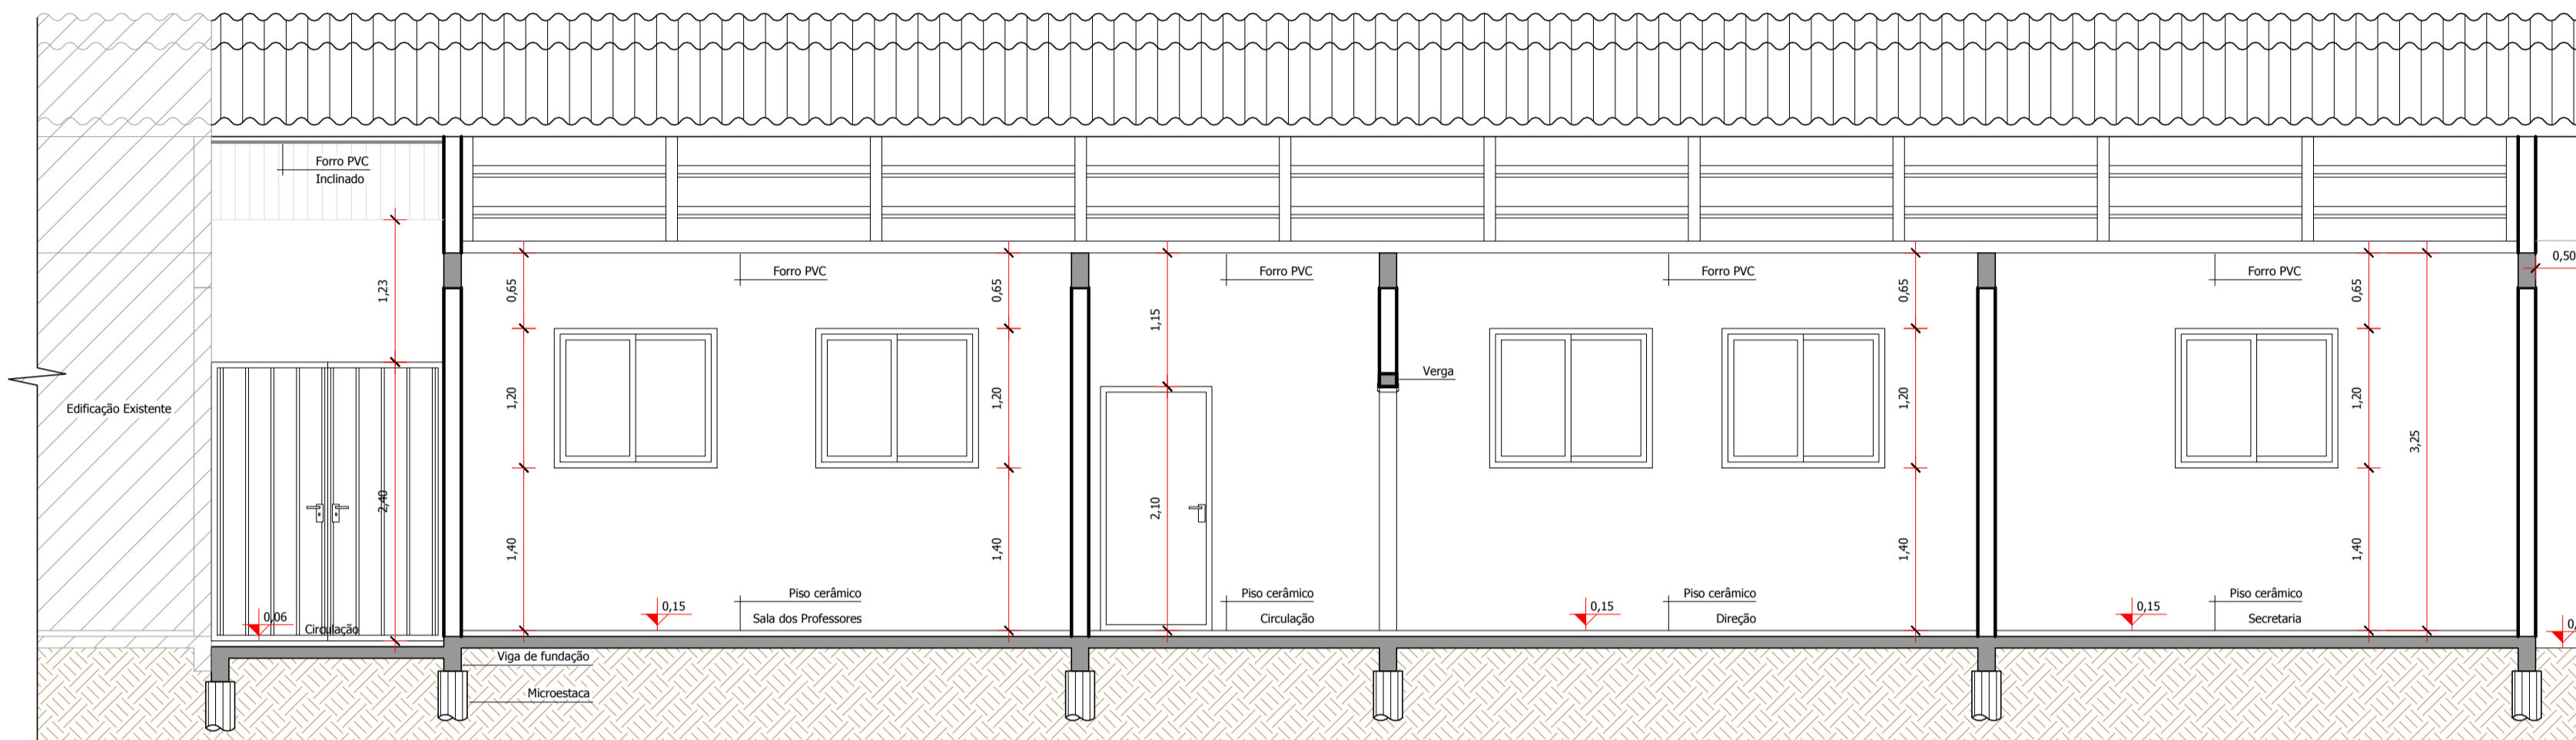 Forro PVC
Inclinado
1,23
2,40
0,06
Circulação
Edificação Existente
Forro PVC
0,65
1,20
1,40
0,65
1,20
1,40
0,15
Piso cerâmico
Sala dos Professores
Viga de fundação
Microestaca
Forro PVC
1,15
2,10
Piso cerâmico
Circulação
Verga
Forro PVC
0,65
1,20
1,40
0,15
Piso cerâmico
Direção
Forro PVC
0,65
1,20
1,40
3,25
0,15
Piso cerâmico
Secretaria
0,50